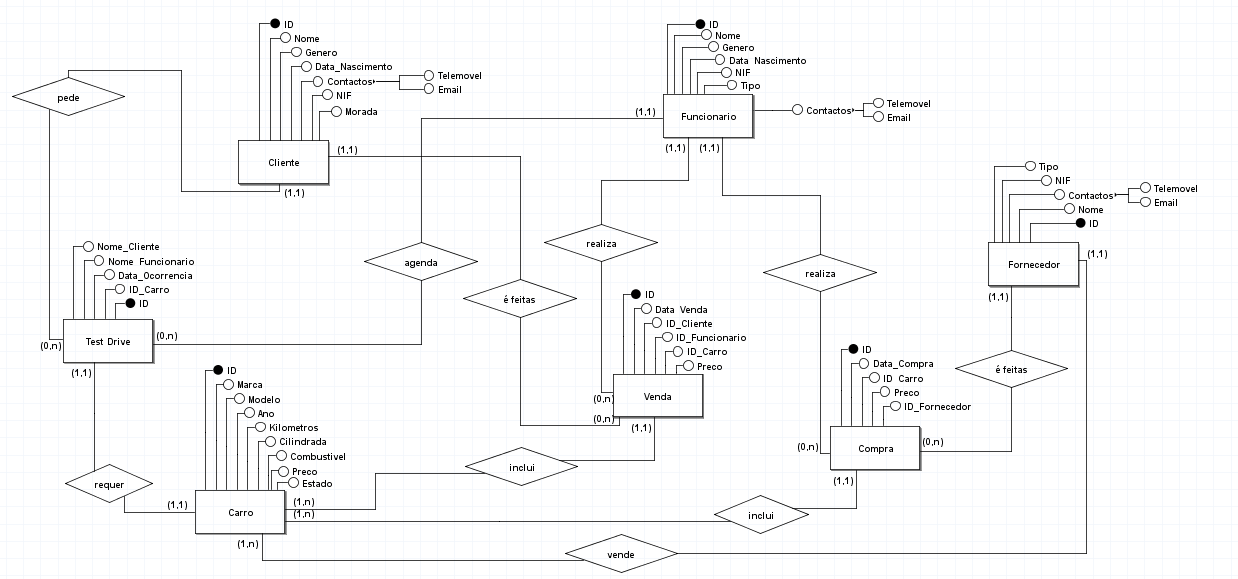 ID
Nome
Genero
Data_Nascimento
Contactos
Telemovel
Email
NIF
Morada
Cliente
(1,1)
(1,1)
pede
ID
Nome
Genero
Data_Nascimento
NIF
Tipo
Funcionario
Contactos
Telemovel
Email
(1,1)
(1,1)
(1,1)
Tipo
NIF
Contactos
Telemovel
Email
Nome
ID
Fornecedor
(1,1)
(1,1)
agenda
realiza
realiza
é feitas
Nome_Cliente
Nome_Funcionario
Data_Ocorrencia
ID_Carro
ID
Test Drive
(0,n)
(0,n)
(1,1)
ID
Data_Venda
ID_Cliente
ID_Funcionario
ID_Carro
Preco
Venda
(0,n)
(0,n)
(1,1)
ID
Data_Compra
ID_Carro
Preco
ID_Fornecedor
Compra
(0,n)
(0,n)
(1,1)
é feitas
ID
Marca
Modelo
Ano
Kilometros
Cilindrada
Combustivel
Preco
Estado
Carro
(1,1)
(1,n)
(1,n)
(1,n)
requer
inclui
inclui
vende